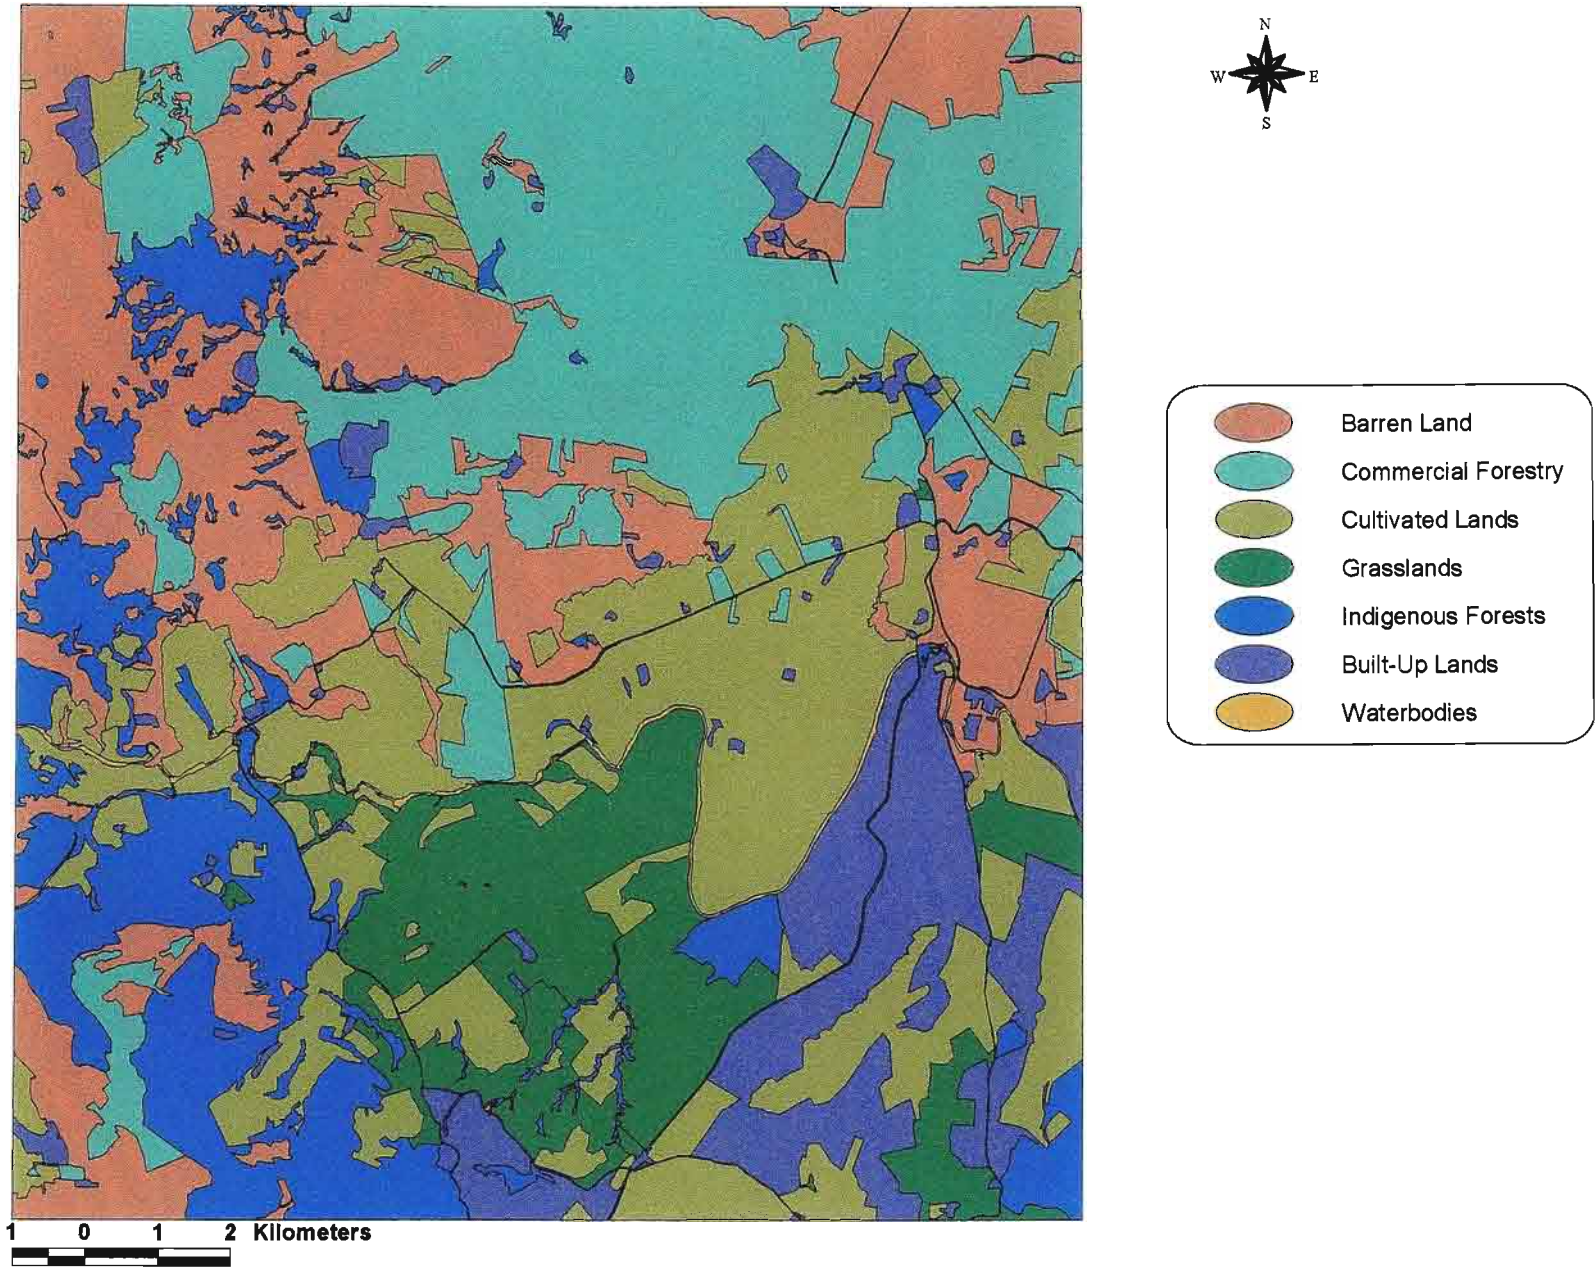 N
W E
S
Barren Land
Commercial Forestry
Cultivated Lands
Grasslands
Indigenous Forests
Built-Up Lands
Waterbodies
1 0 1 2 Kilometers